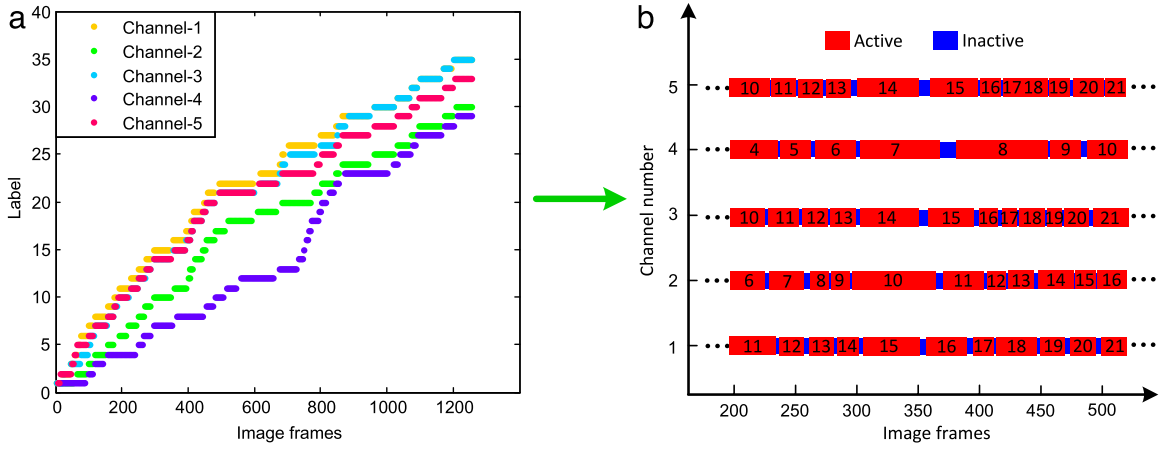 a
40
35
30
25
20
15
10
5
0
Label
Channel-1
Channel-2
Channel-3
Channel-4
Channel-5
0 200 400 600 800 1000 1200
Image frames
b
Active Inactive
Channel number
5 10 11 12 13 14 15 16 17 18 19 20 21
4 4 5 6 7 8 9 10
3 10 11 12 13 14 15 16 17 18 19 20 21
2 6 7 8 9 10 11 12 13 14 15 16
1 11 12 13 14 15 16 17 18 19 20 21
200 250 300 350 400 450 500
Image frames